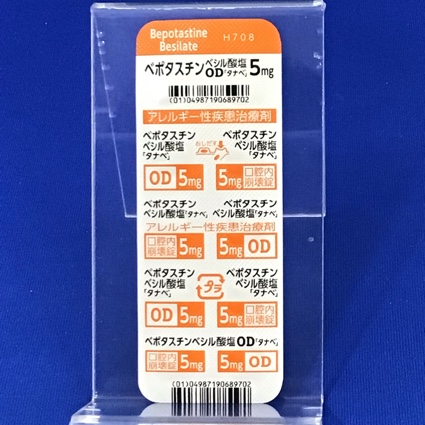 Bepotastine
Besilate
H708
ベポタスチンベシル酸塩OD「タナベ」5mg
(01)04987190689702
アレルギー性疾患治療剤
ベポタスチン
ベシル酸塩
「タナベ」
おしだす
ベポタスチン
ベシル酸塩
「タナベ」
OD 5mg
5mg 口腔内崩壊錠
ベポタスチン
ベシル酸塩「タナベ」
ベポタスチン
ベシル酸塩「タナベ」
アレルギー性疾患治療剤
口腔内崩壊錠 5mg
5mg OD
ベポタスチン
ベシル酸塩
「タナベ」
プラ
ベポタスチン
ベシル酸塩
「タナベ」
OD 5mg
5mg 口腔内崩壊錠
ベポタスチンベシル酸塩OD「タナベ」
口腔内崩壊錠 5mg
5mg OD
(01)04987190689702